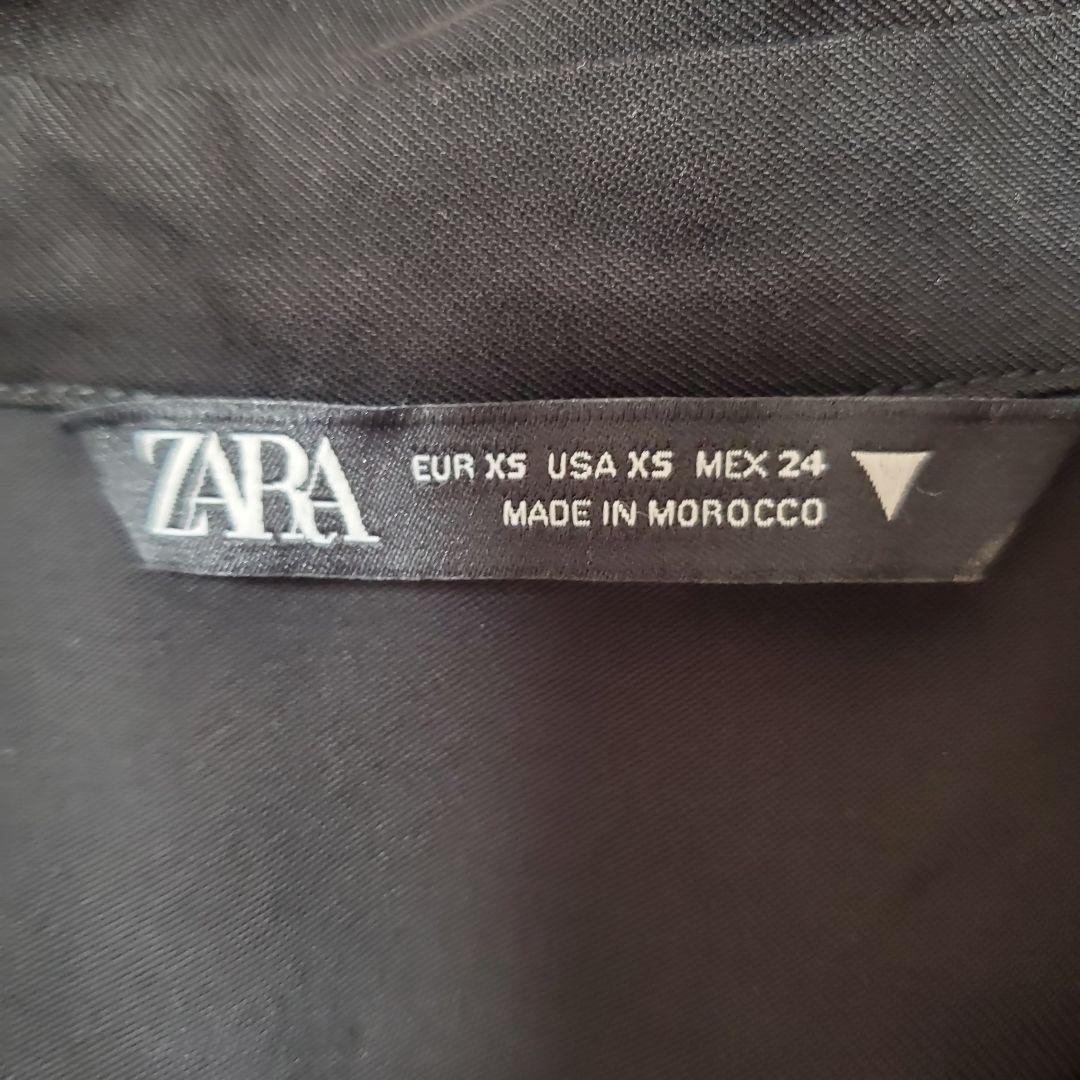 ZARA
EUR XS USA XS MEX 24
MADE IN MOROCCO